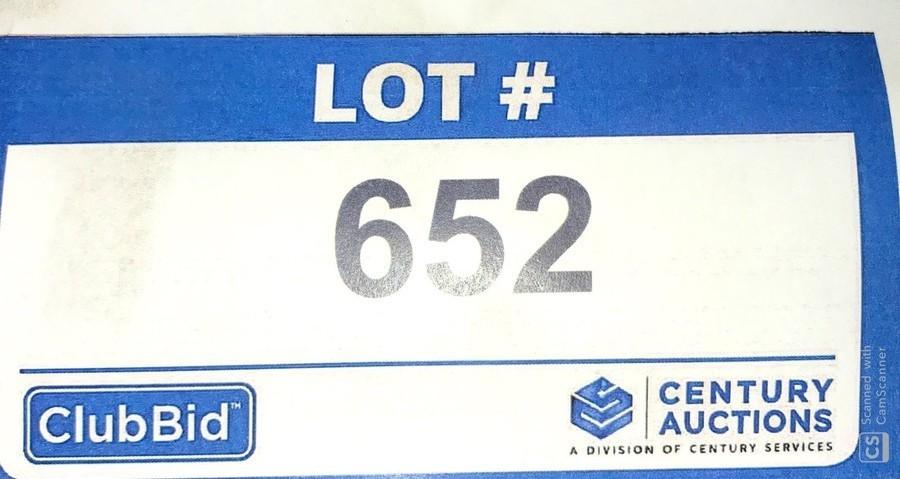 LOT #
652
ClubBid™
CENTURY
AUCTIONS
A DIVISION OF CENTURY SERVICES
CS Scanned with
CamScanner